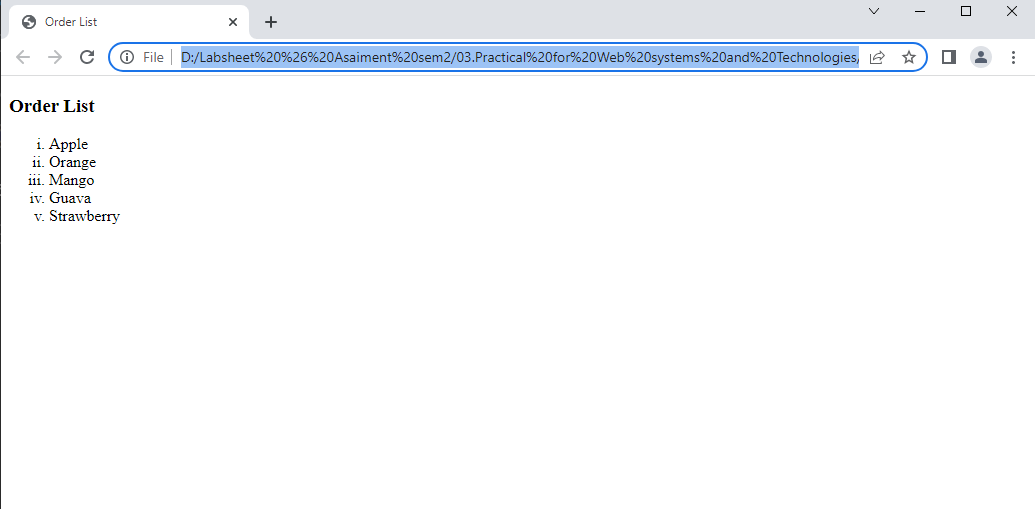 Order List
File D:/Labsheet%20%26%20Asaiment%20sem2/03.Practical%20for%20Web%20systems%20and%20Technologies/
Order List
i. Apple
ii. Orange
iii. Mango
iv. Guava
v. Strawberry